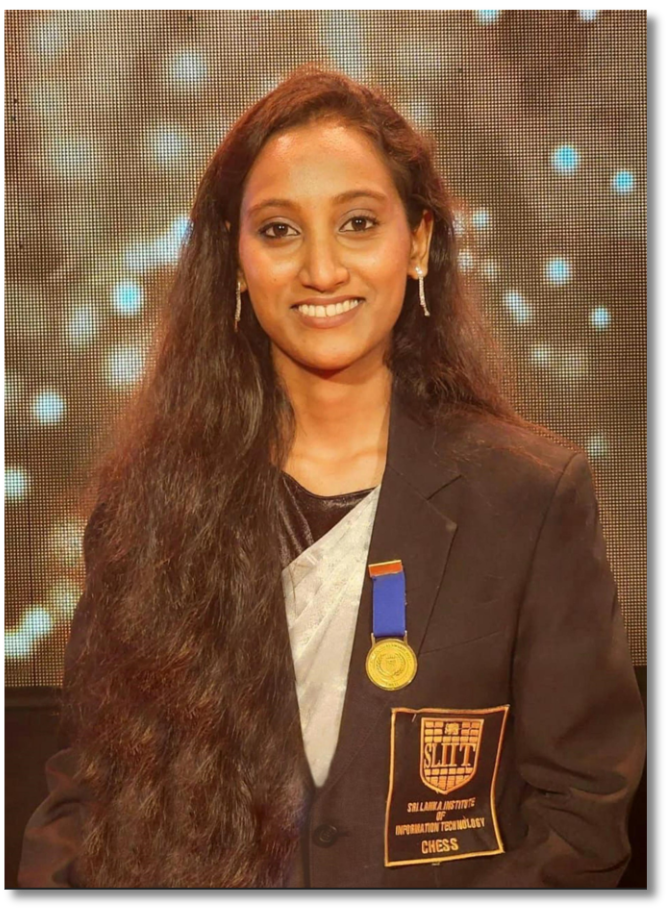 SLIIT
SRI LANKA INSTITUTE
OF
INFORMATION TECHNOLOGY
CHESS